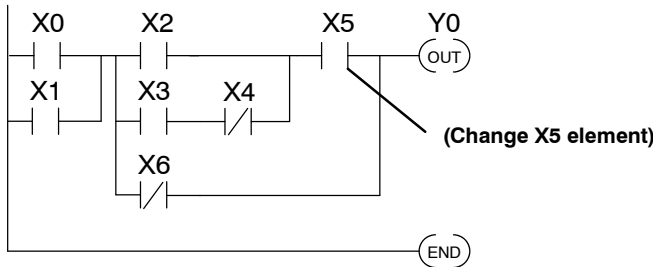 X0 X2 X5 Y0
OUT
X1 X3 X4
(Change X5 element)
X6
END